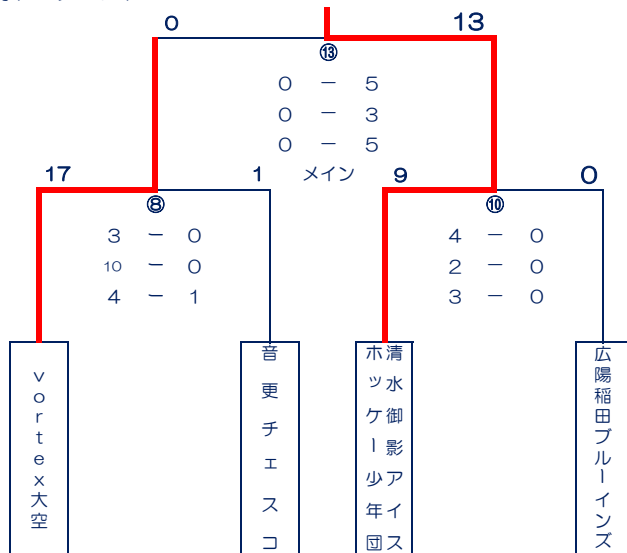 0 13
⑬
０ － ５
０ － ３
０ － ５
メイン
17 1 9 0
⑧ ⑩
３ － ０
10 － ０
４ － １
４ － ０
２ － ０
３ － ０
ｖｏｒｔｅｘ大空
音更チェスコ
清水御影アイス
ホッケー少年団
広陽稲田ブルーインズ